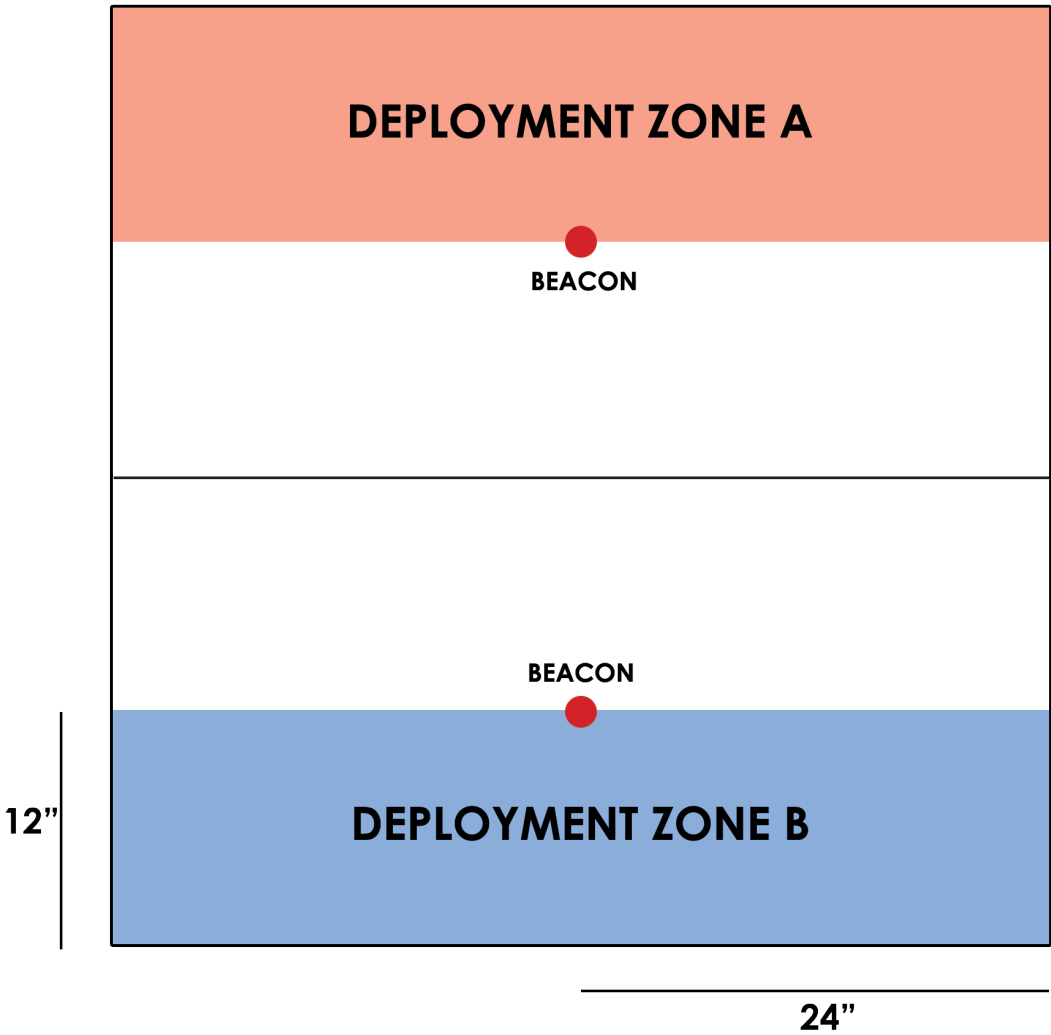 DEPLOYMENT ZONE A
BEACON
BEACON
12”
DEPLOYMENT ZONE B
24”